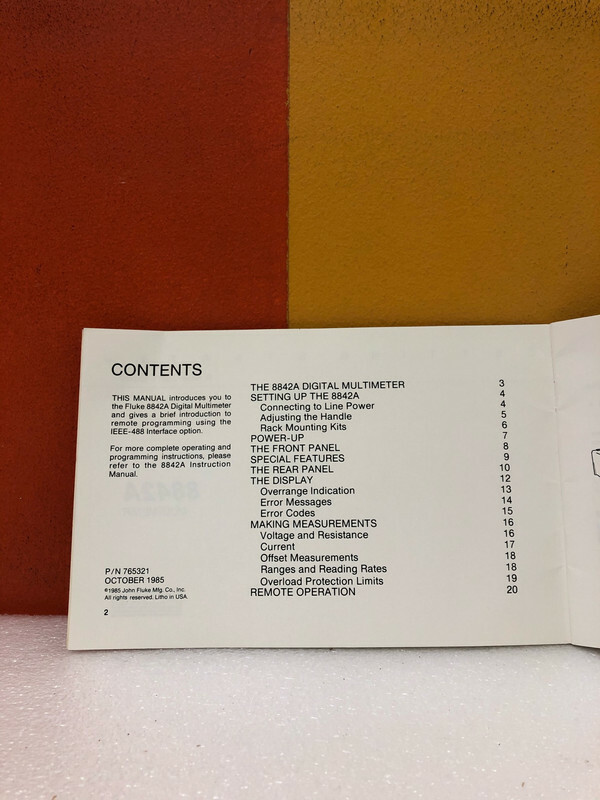 CONTENTS
THIS MANUAL introduces you to
the Fluke 8842A Digital Multimeter
and gives a brief introduction to
remote programming using the
IEEE-488 Interface option.
For more complete operating and
programming instructions, please
refer to the 8842A Instruction
Manual.
P/N 765321
OCTOBER 1985
©1985 John Fluke Mfg. Co., Inc.
All rights reserved. Litho in USA.
2
THE 8842A DIGITAL MULTIMETER 3
SETTING UP THE 8842A 4
Connecting to Line Power 4
Adjusting the Handle 5
Rack Mounting Kits 6
POWER-UP 7
THE FRONT PANEL 8
SPECIAL FEATURES 9
THE REAR PANEL 10
THE DISPLAY 12
Overrange Indication 13
Error Messages 14
Error Codes 15
MAKING MEASUREMENTS 16
Voltage and Resistance 16
Current 17
Offset Measurements 18
Ranges and Reading Rates 18
Overload Protection Limits 19
REMOTE OPERATION 20